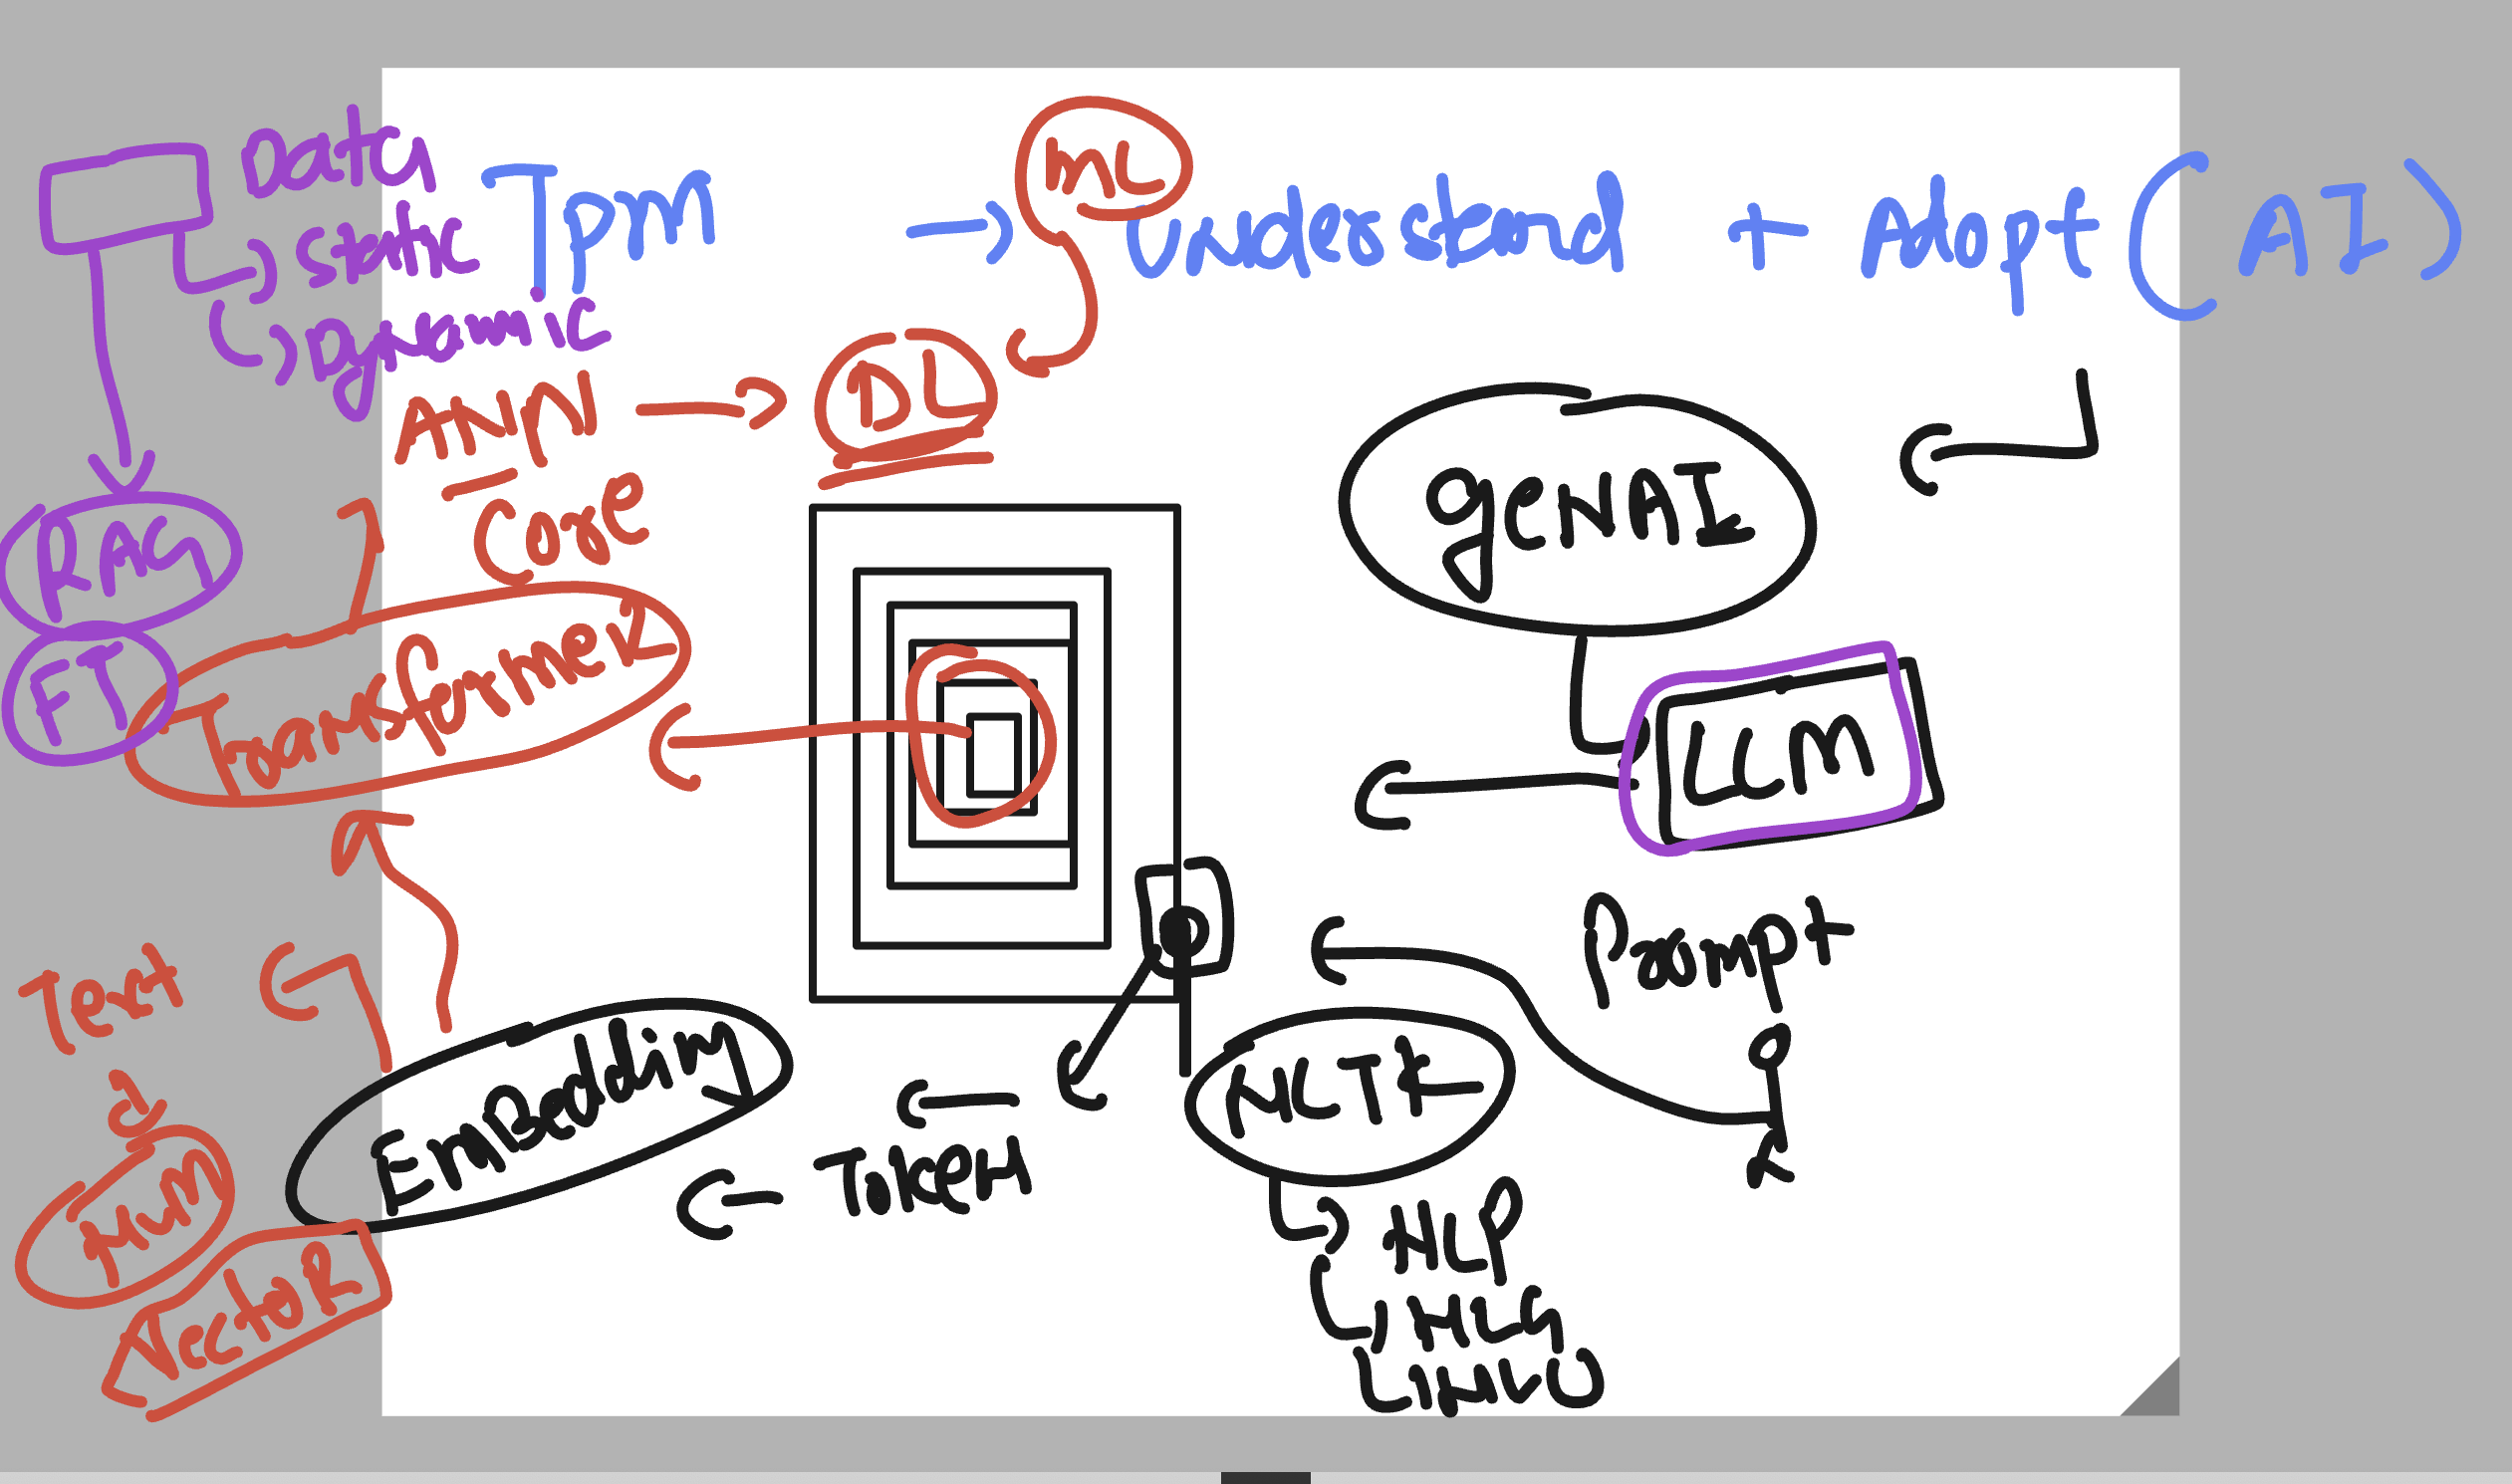 Data
Static
Dynamic
TPM
ML
Understand + Adopt (AI)
ANN
DL
Core
genAI
RAG
FT
Transformer
LLM
Prompt
Text
Embedding
NLTK
Token
Num
Vector
NLP
NLG
NLU